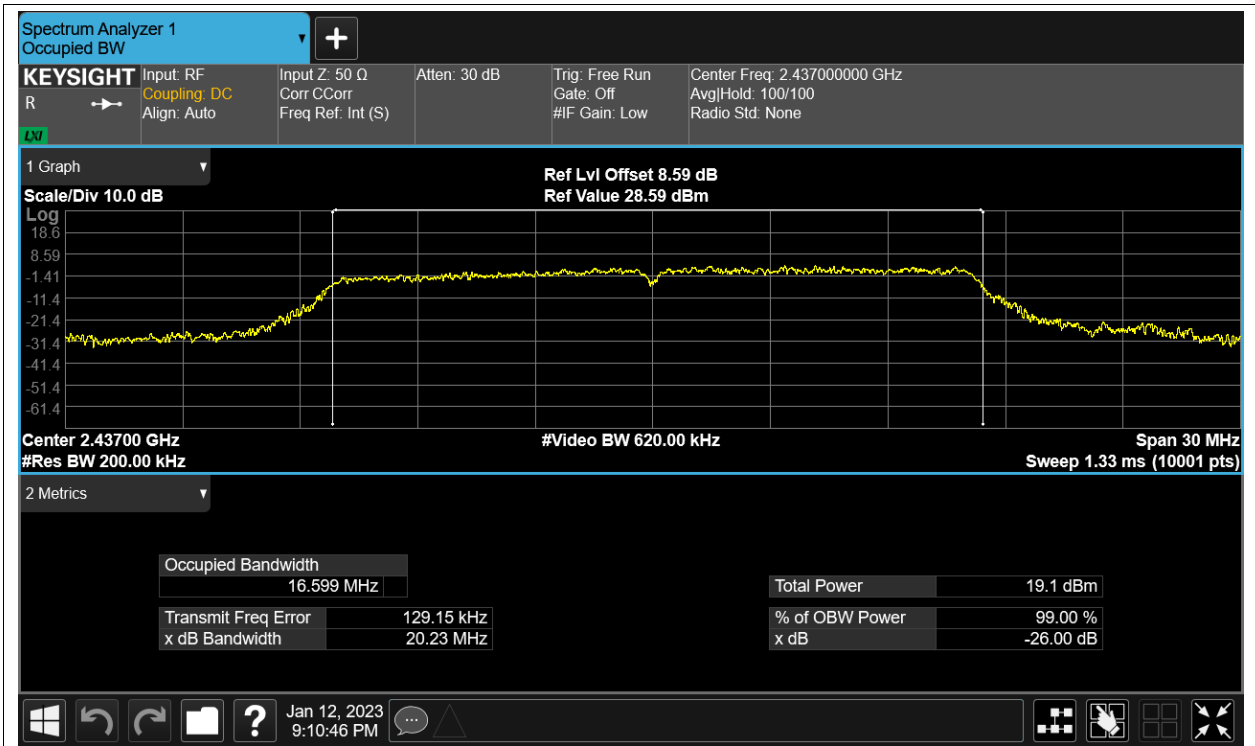 Spectrum Analyzer 1
Occupied BW
KEYSIGHT
R
LXI
Input: RF
Coupling: DC
Align: Auto
Input Z: 50 Ω
Corr CCorr
Freq Ref: Int (S)
Atten: 30 dB
Trig: Free Run
Gate: Off
#IF Gain: Low
Center Freq: 2.437000000 GHz
Avg|Hold: 100/100
Radio Std: None
1 Graph
Scale/Div 10.0 dB
Ref Lvl Offset 8.59 dB
Ref Value 28.59 dBm
Log
18.6
8.59
-1.41
-11.4
-21.4
-31.4
-41.4
-51.4
-61.4
Center 2.43700 GHz
#Video BW 620.00 kHz
Span 30 MHz
#Res BW 200.00 kHz
Sweep 1.33 ms (10001 pts)
2 Metrics
Occupied Bandwidth
16.599 MHz
Total Power 19.1 dBm
Transmit Freq Error 129.15 kHz
% of OBW Power 99.00 %
x dB Bandwidth 20.23 MHz
x dB -26.00 dB
?
Jan 12, 2023
9:10:46 PM